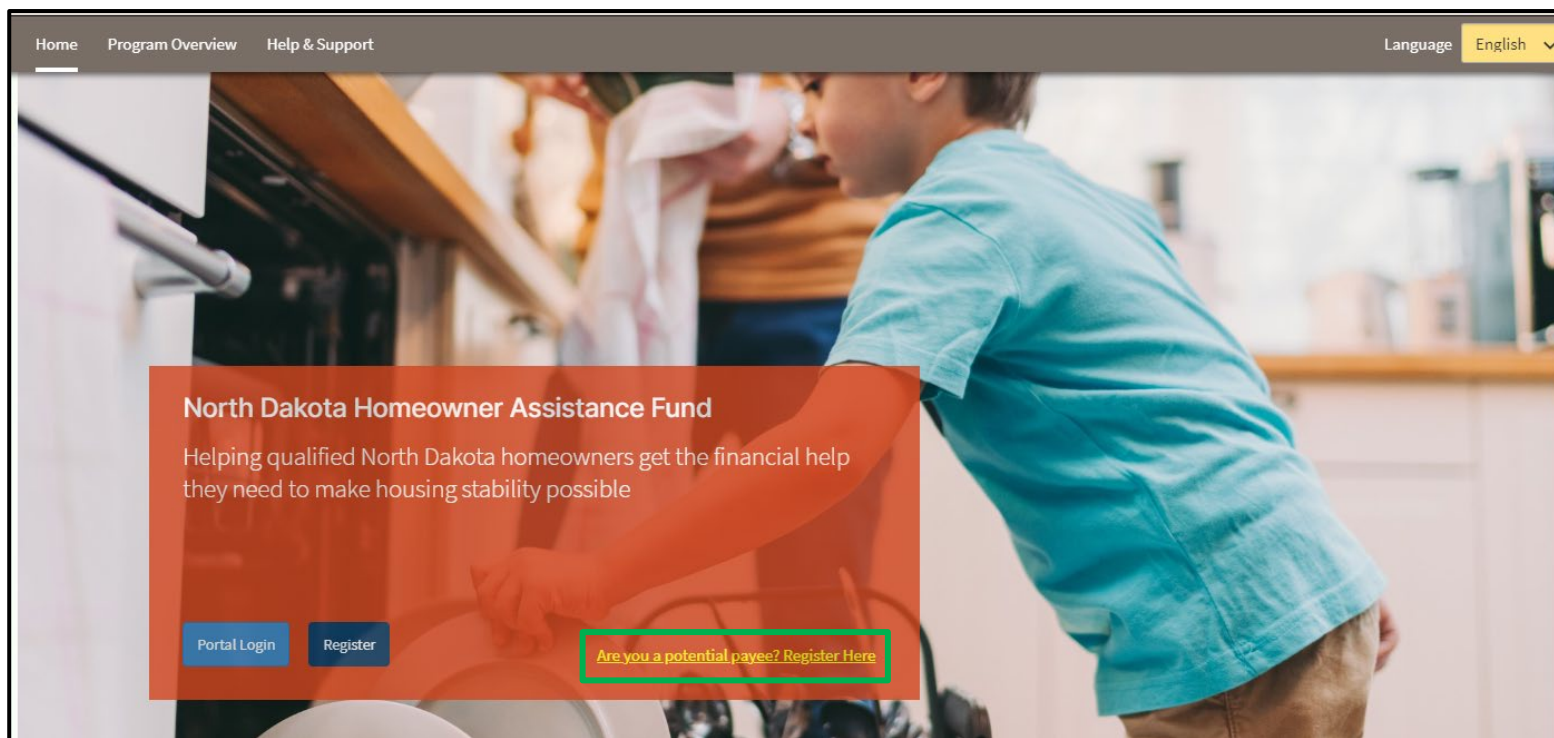 Home Program Overview Help & Support Language English
North Dakota Homeowner Assistance Fund
Helping qualified North Dakota homeowners get the financial help
they need to make housing stability possible
Portal Login Register Are you a potential payee? Register Here